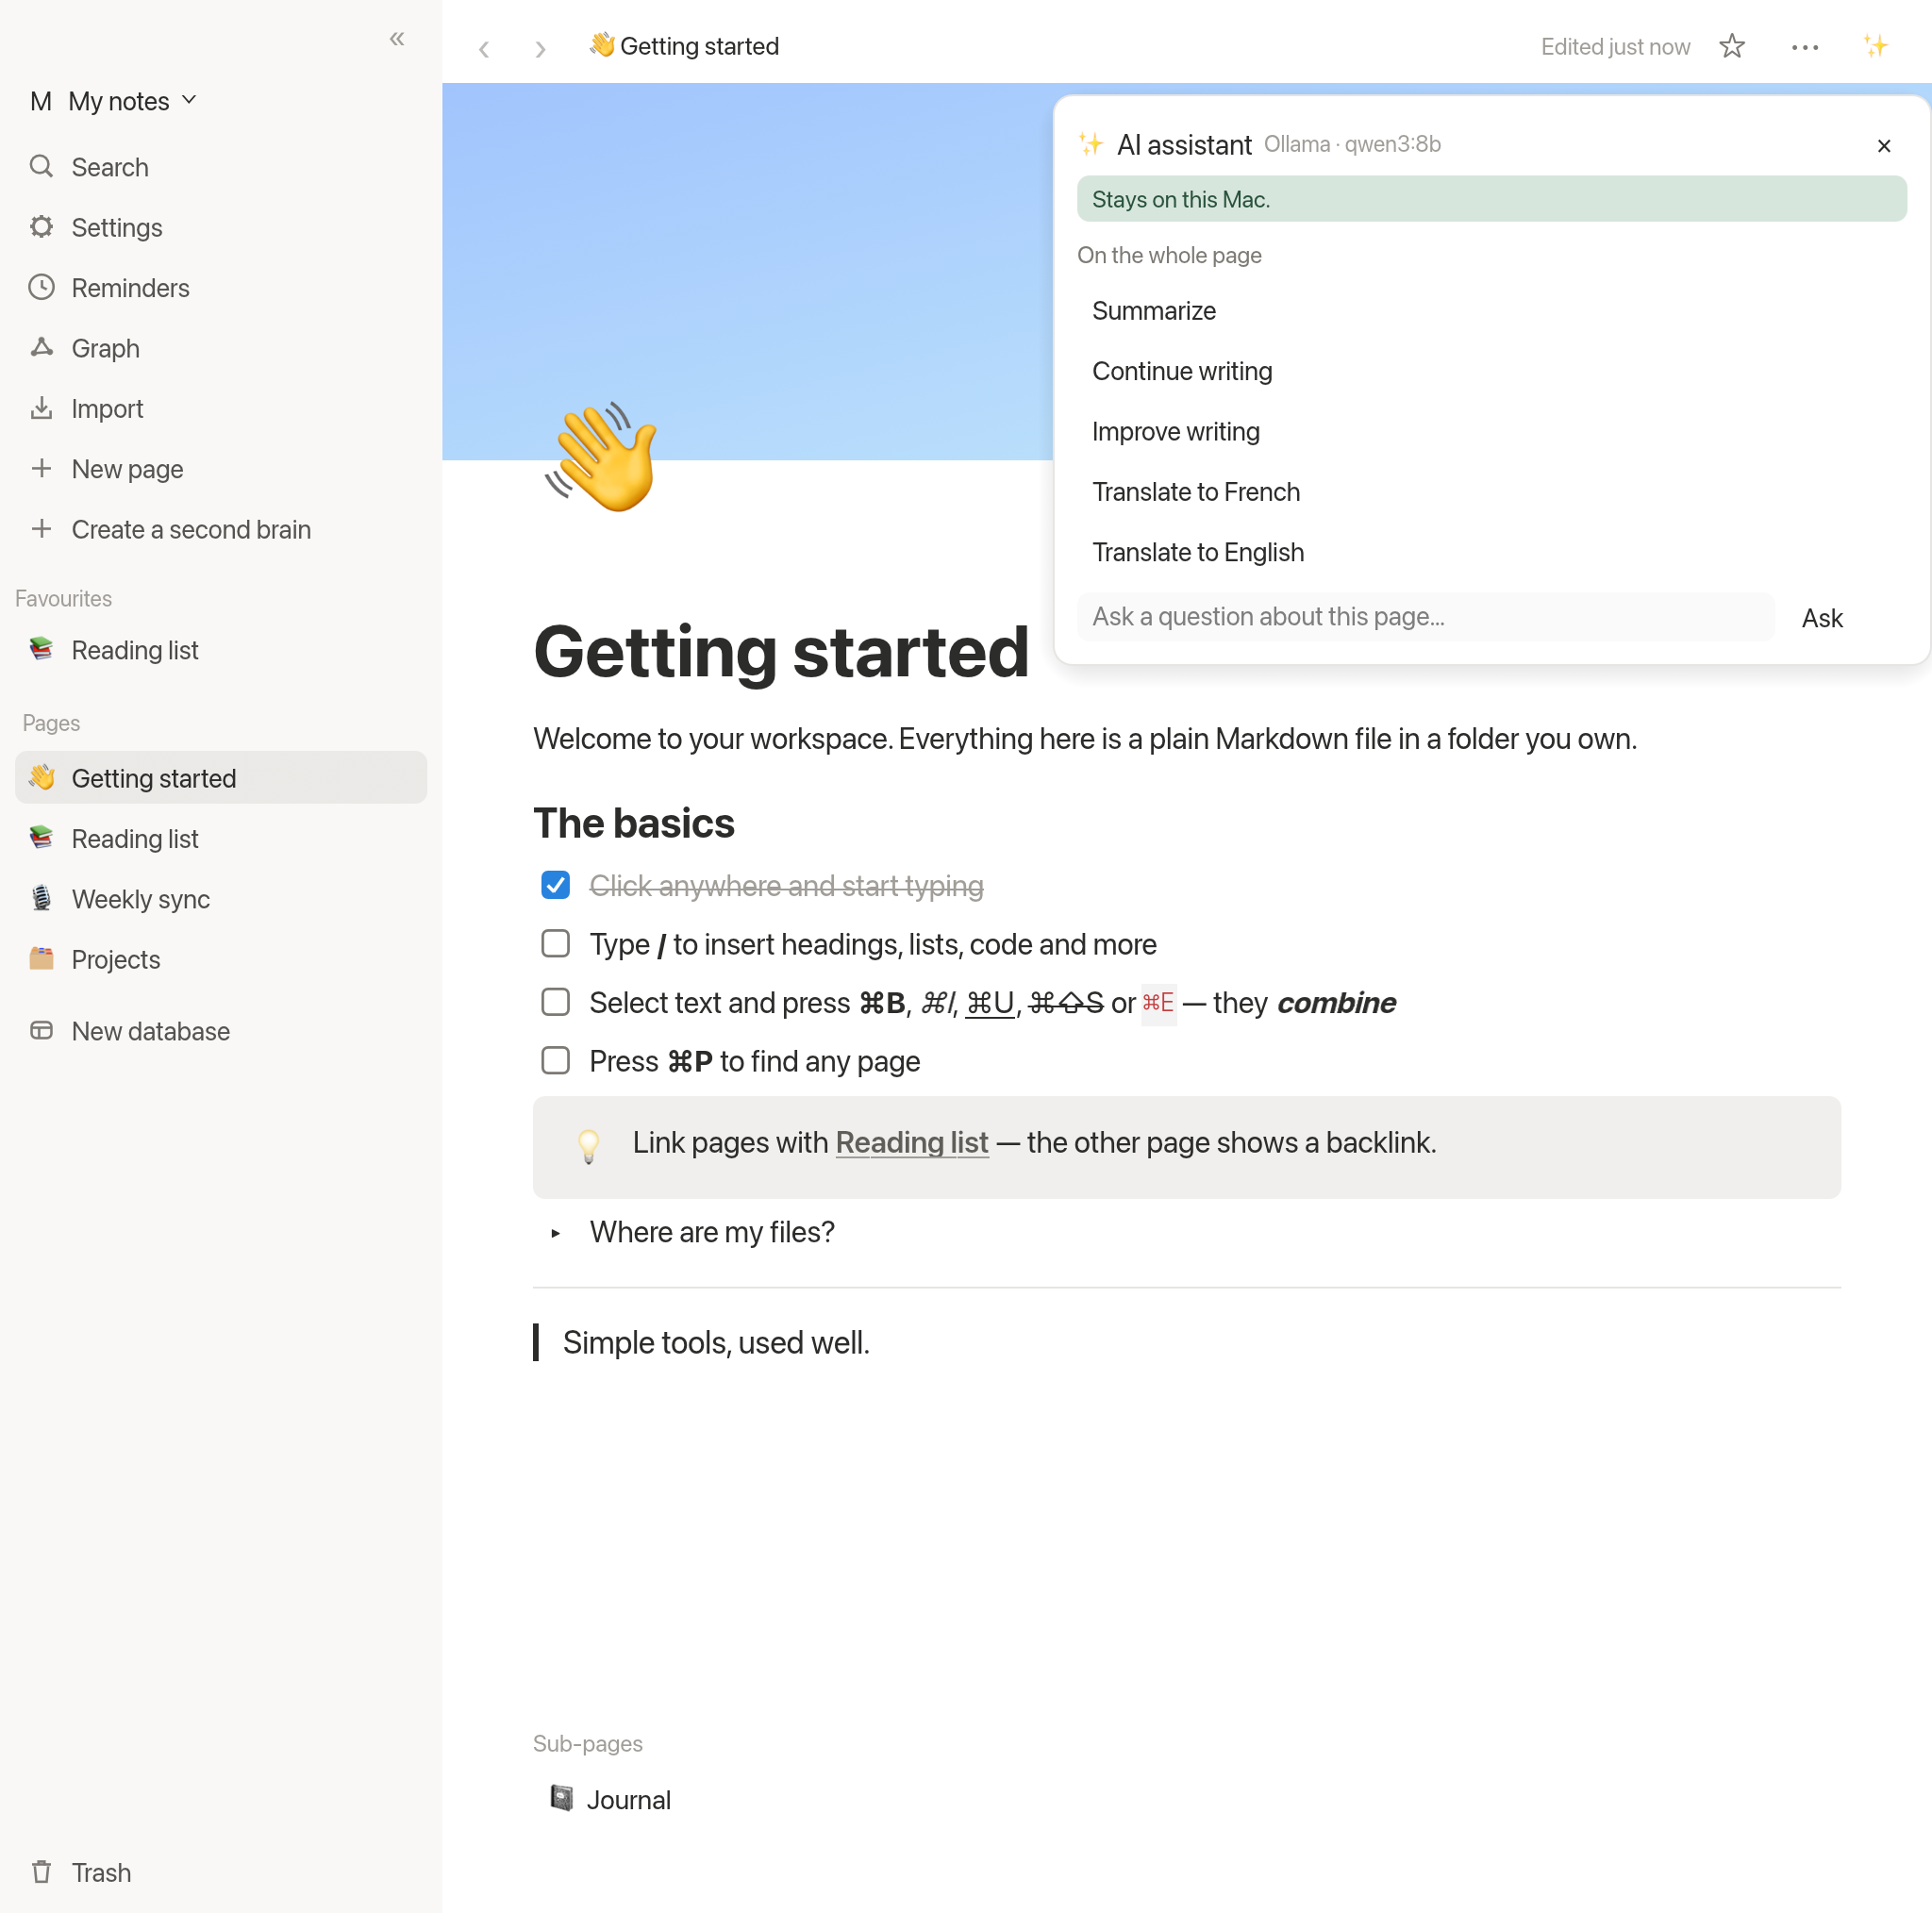 «
M My notes
Search
Settings
Reminders
Graph
Import
New page
Create a second brain
Favourites
Reading list
Pages
Getting started
Reading list
Weekly sync
Projects
New database
Trash
‹ › 👋 Getting started
Edited just now
AI assistant Ollama · qwen3:8b ×
Stays on this Mac.
On the whole page
Summarize
Continue writing
Improve writing
Translate to French
Translate to English
Ask a question about this page... Ask
Getting started
Welcome to your workspace. Everything here is a plain Markdown file in a folder you own.
The basics
Click anywhere and start typing
Type / to insert headings, lists, code and more
Select text and press ⌘B, ⌘I, ⌘U, ⌘⇧S or ⌘E — they combine
Press ⌘P to find any page
Link pages with Reading list — the other page shows a backlink.
Where are my files?
Simple tools, used well.
Sub-pages
Journal